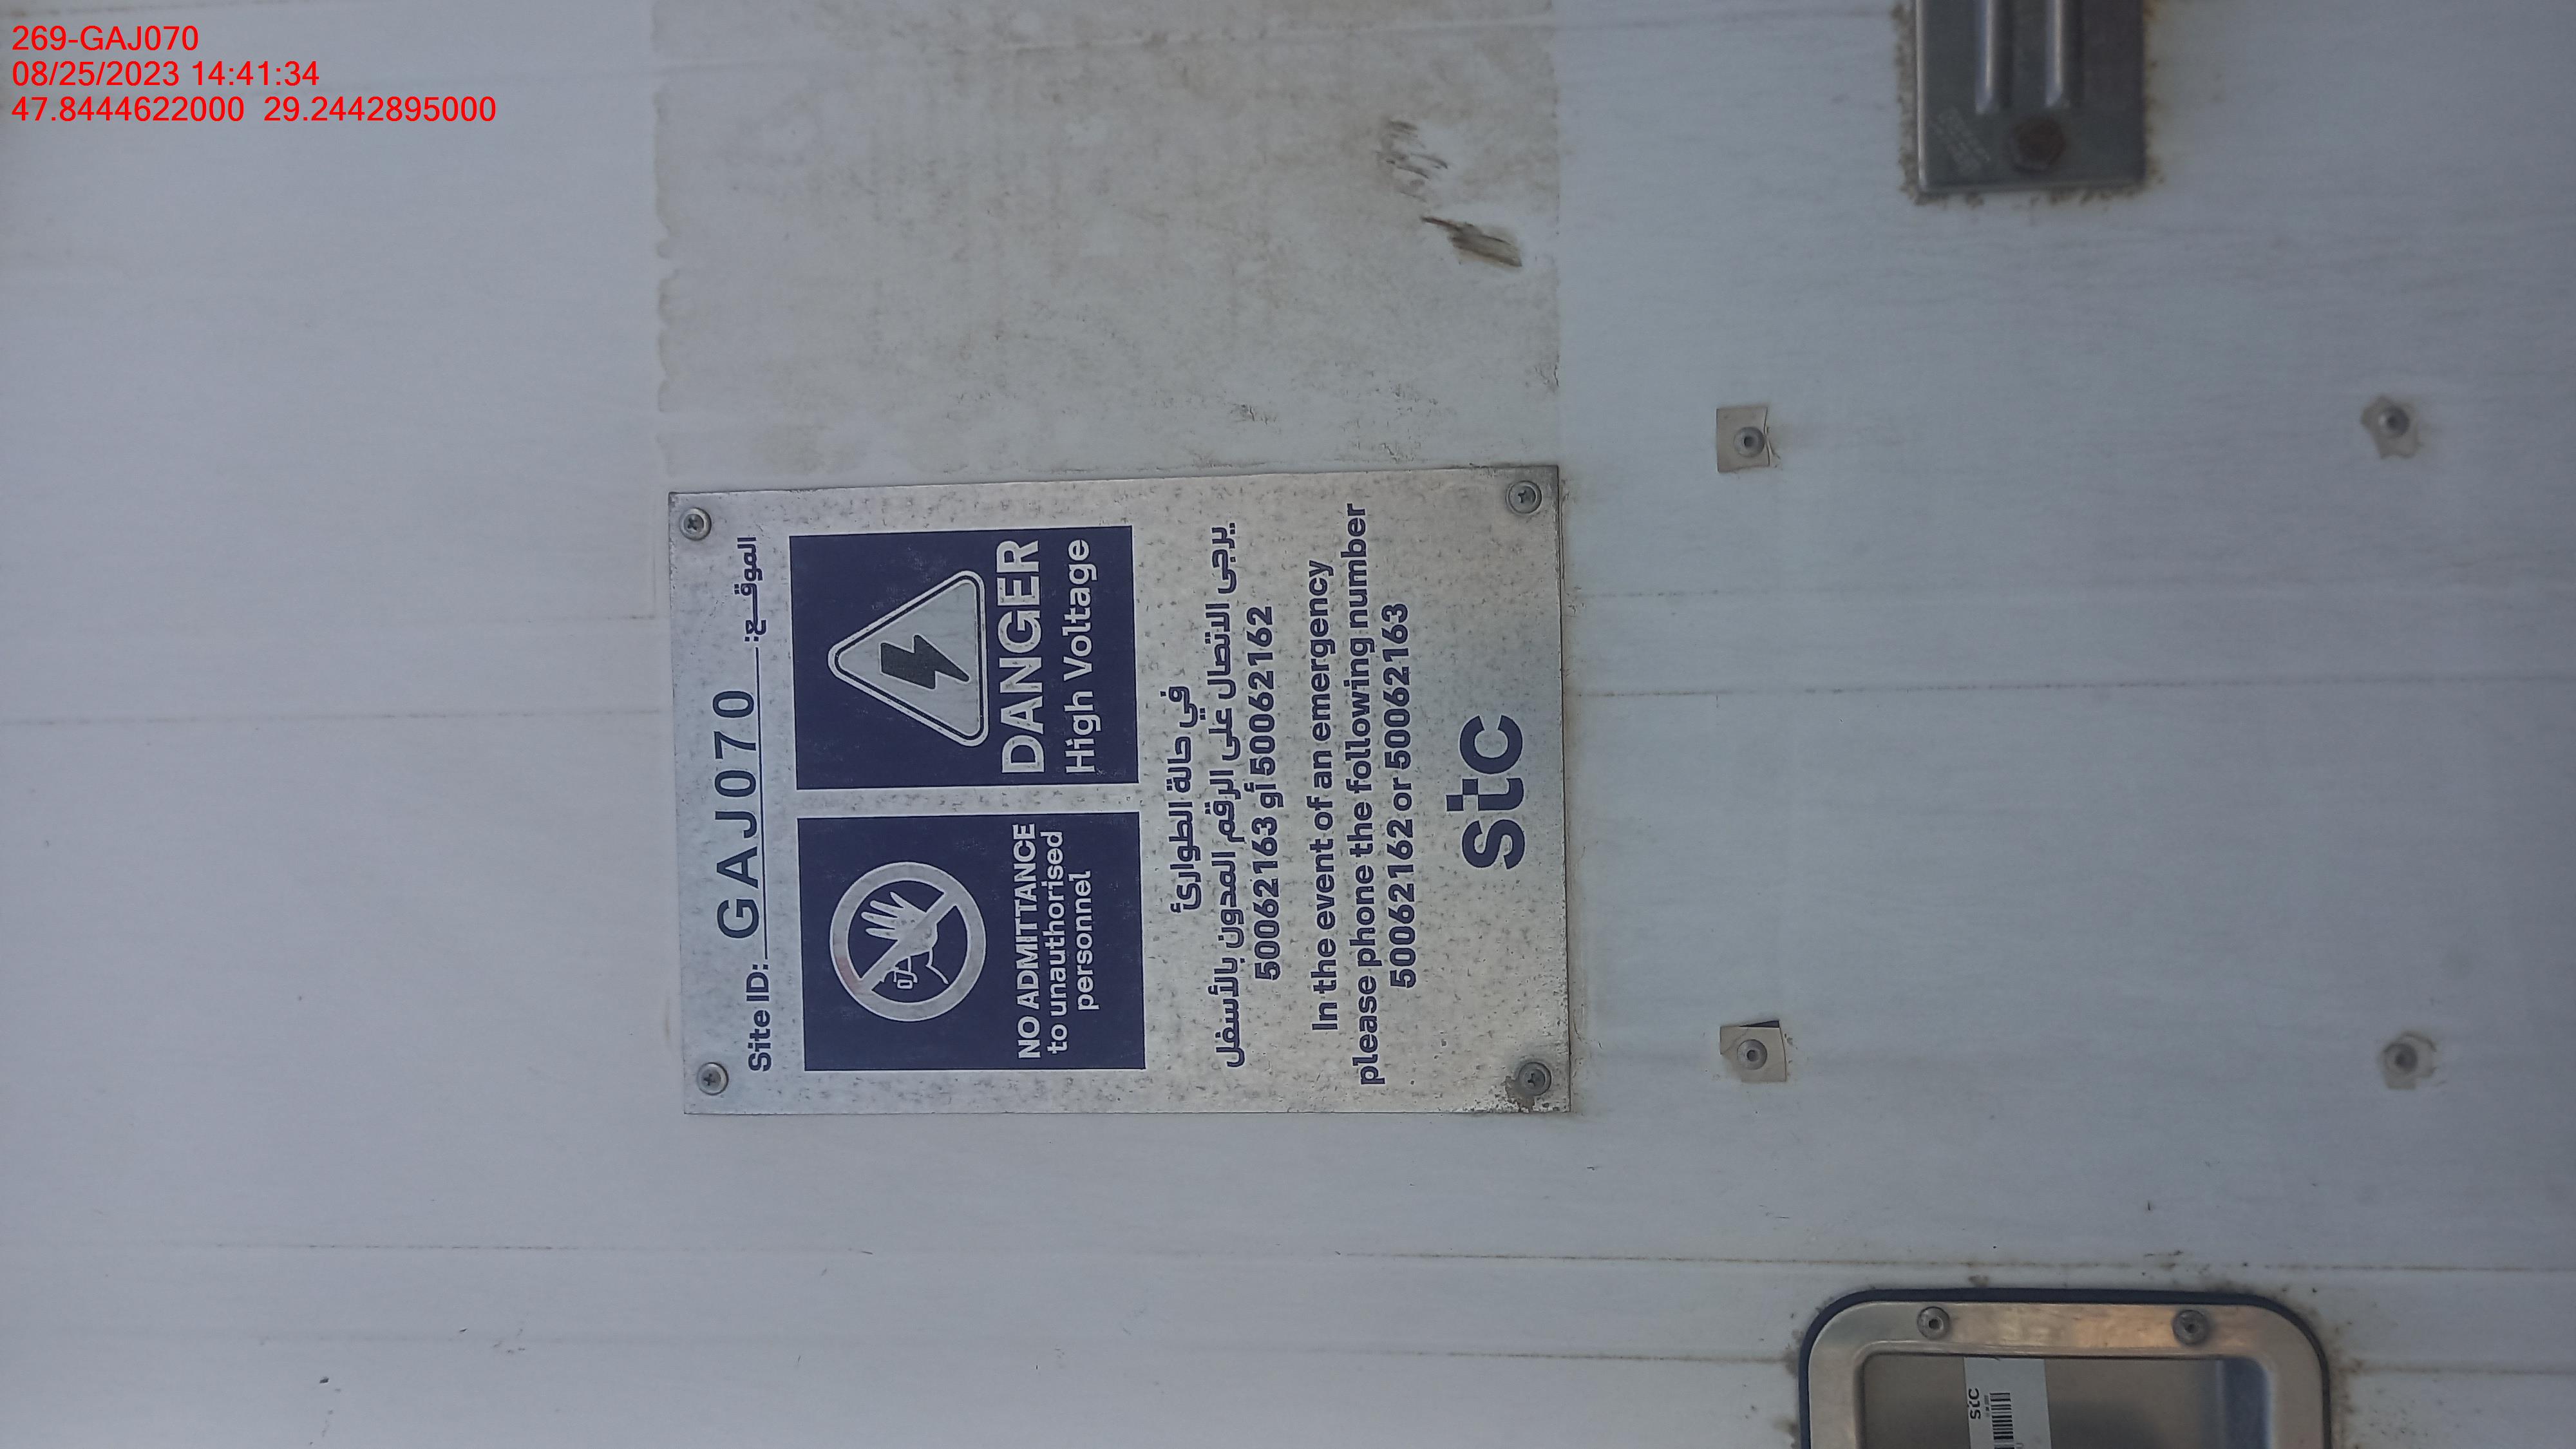 269-GAJ070
08/25/2023 14:41:34
47.8444622000 29.2442895000
Site ID: GAJ070 الموقع:
NO ADMITTANCE
to unauthorised
personnel
DANGER
High Voltage
في حالة الطوارئ
يرجى الاتصال على الرقم المدون بالأسفل
50062163 أو 50062162
In the event of an emergency
please phone the following number
50062162 or 50062163
stc
stc